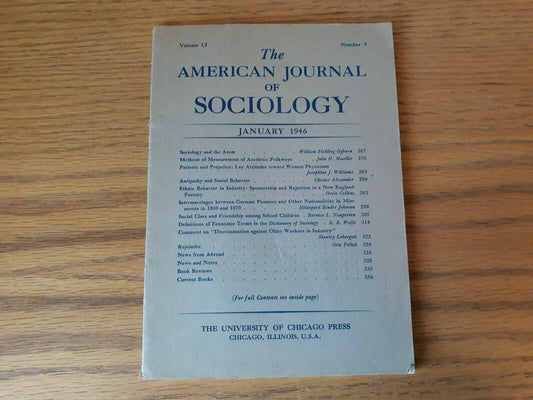 Volume LI Number 4
The
AMERICAN JOURNAL
OF
SOCIOLOGY
JANUARY 1946
Sociology and the Atom . . . . . William Fielding Ogburn 267
Methods of Measurement of Aesthetic Folkways . . John H. Mueller 276
Patients and Prejudice: Lay Attitudes toward Women Physicians
Josephine J. Williams 283
Antipathy and Social Behavior . . . . . Chester Alexander 288
Ethnic Behavior in Industry: Sponsorship and Rejection in a New England
Factory . . . . . Orvis Collins 293
Intermarriages between German Pioneers and Other Nationalities in Min-
nesota in 1860 and 1870 . . . . Hildegard Binder Johnson 299
Social Class and Friendship among School Children . Bernice L. Neugarten 305
Definitions of Economic Terms in the Dictionary of Sociology . A. B. Wolfe 314
Comment on "Discrimination against Older Workers in Industry"
Stanley Lebergott 322
Rejoinder . . . . . Otto Pollak 324
News from Abroad . . . . . 326
News and Notes . . . . . 328
Book Reviews . . . . . 336
Current Books . . . . . 356
(For full Contents see inside page)
THE UNIVERSITY OF CHICAGO PRESS
CHICAGO, ILLINOIS, U.S.A.